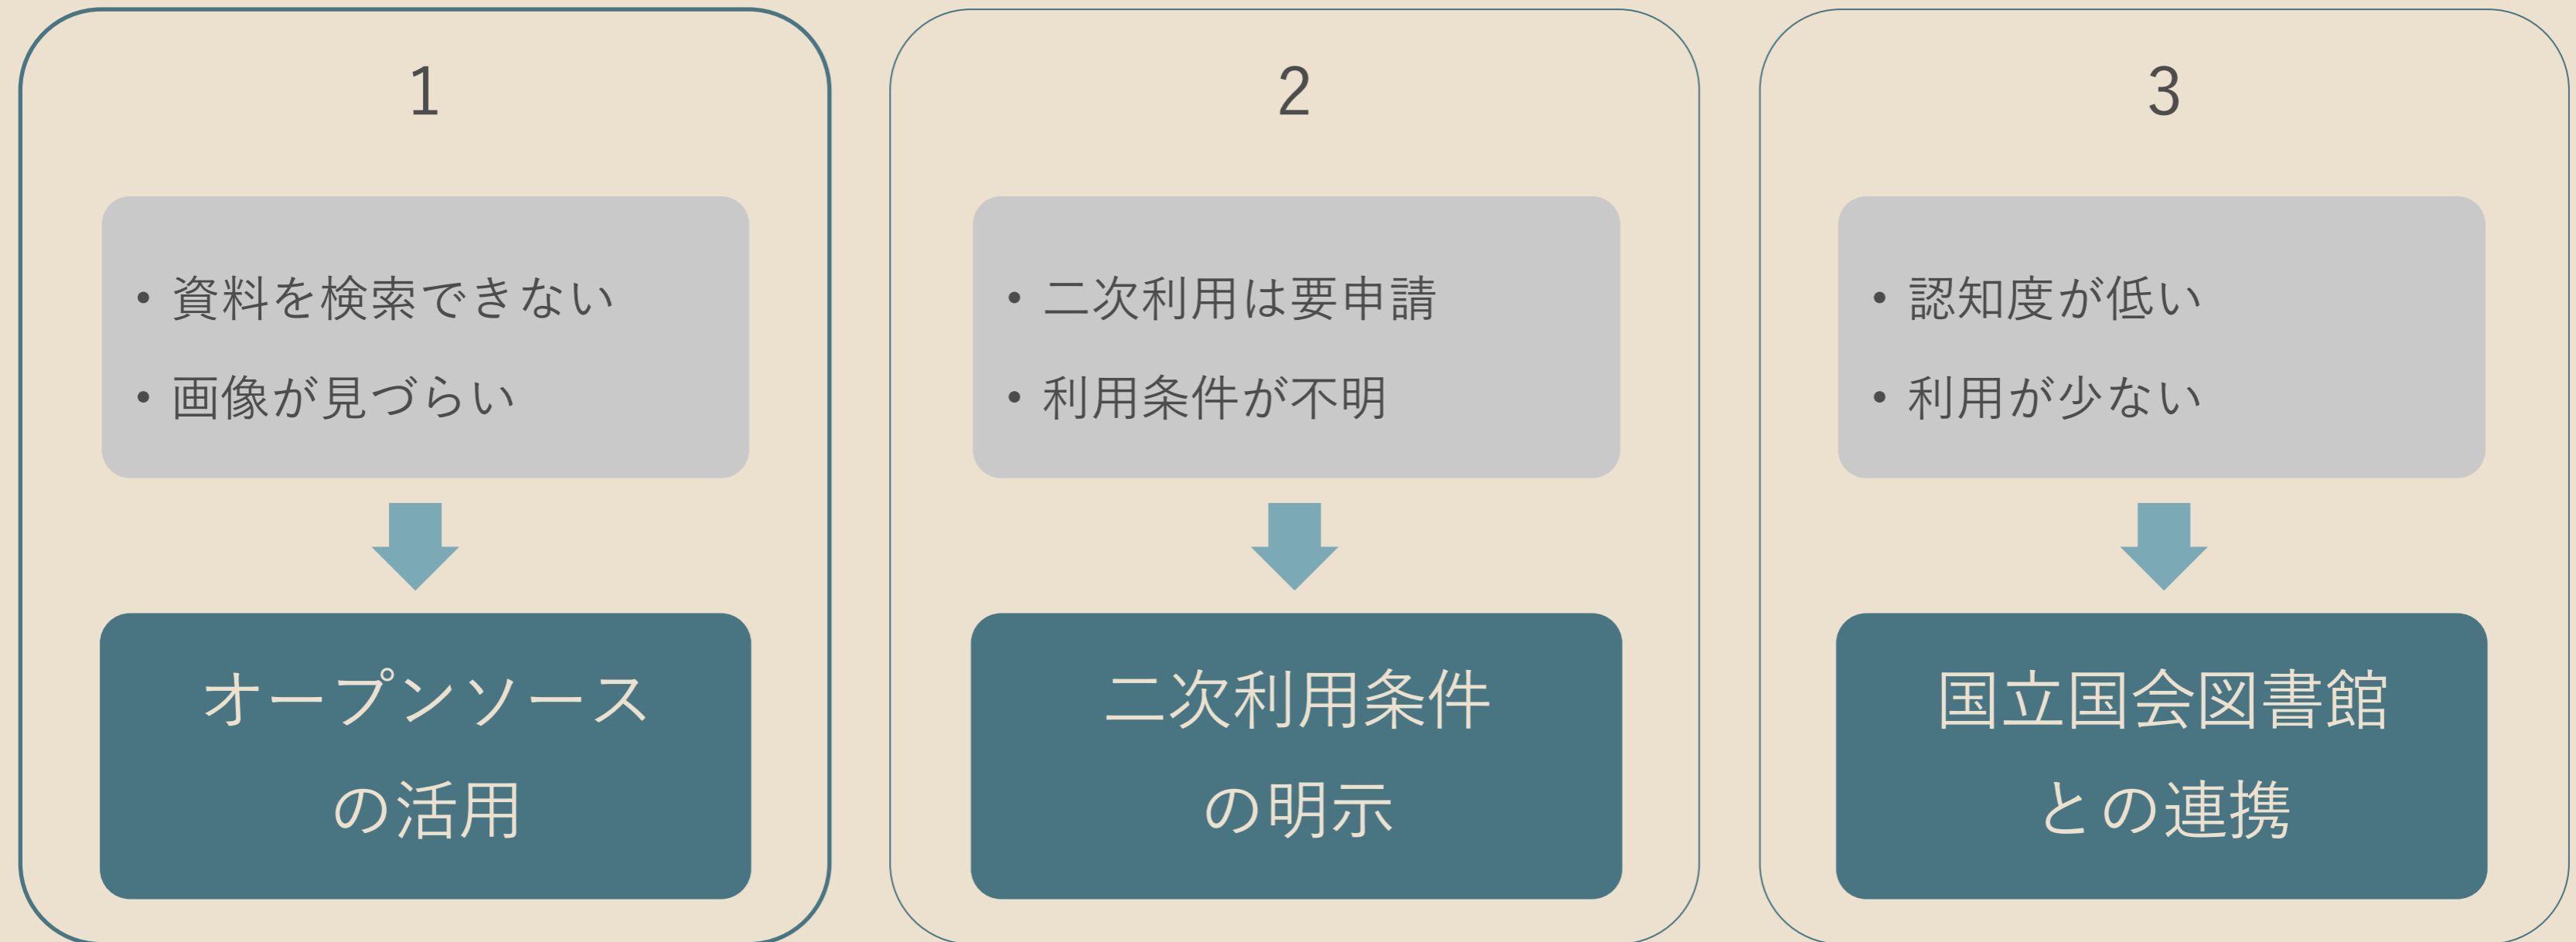 1
・資料を検索できない
・画像が見づらい
オープンソース
の活用
2
・二次利用は要申請
・利用条件が不明
二次利用条件
の明示
3
・認知度が低い
・利用が少ない
国立国会図書館
との連携